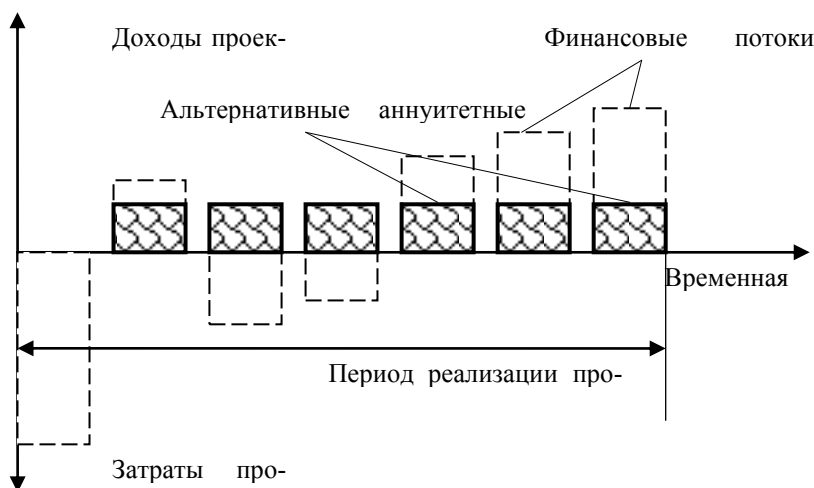 Доходы проек-
Финансовые потоки
Альтернативные аннуитетные
Временная
Период реализации про-
Затраты про-